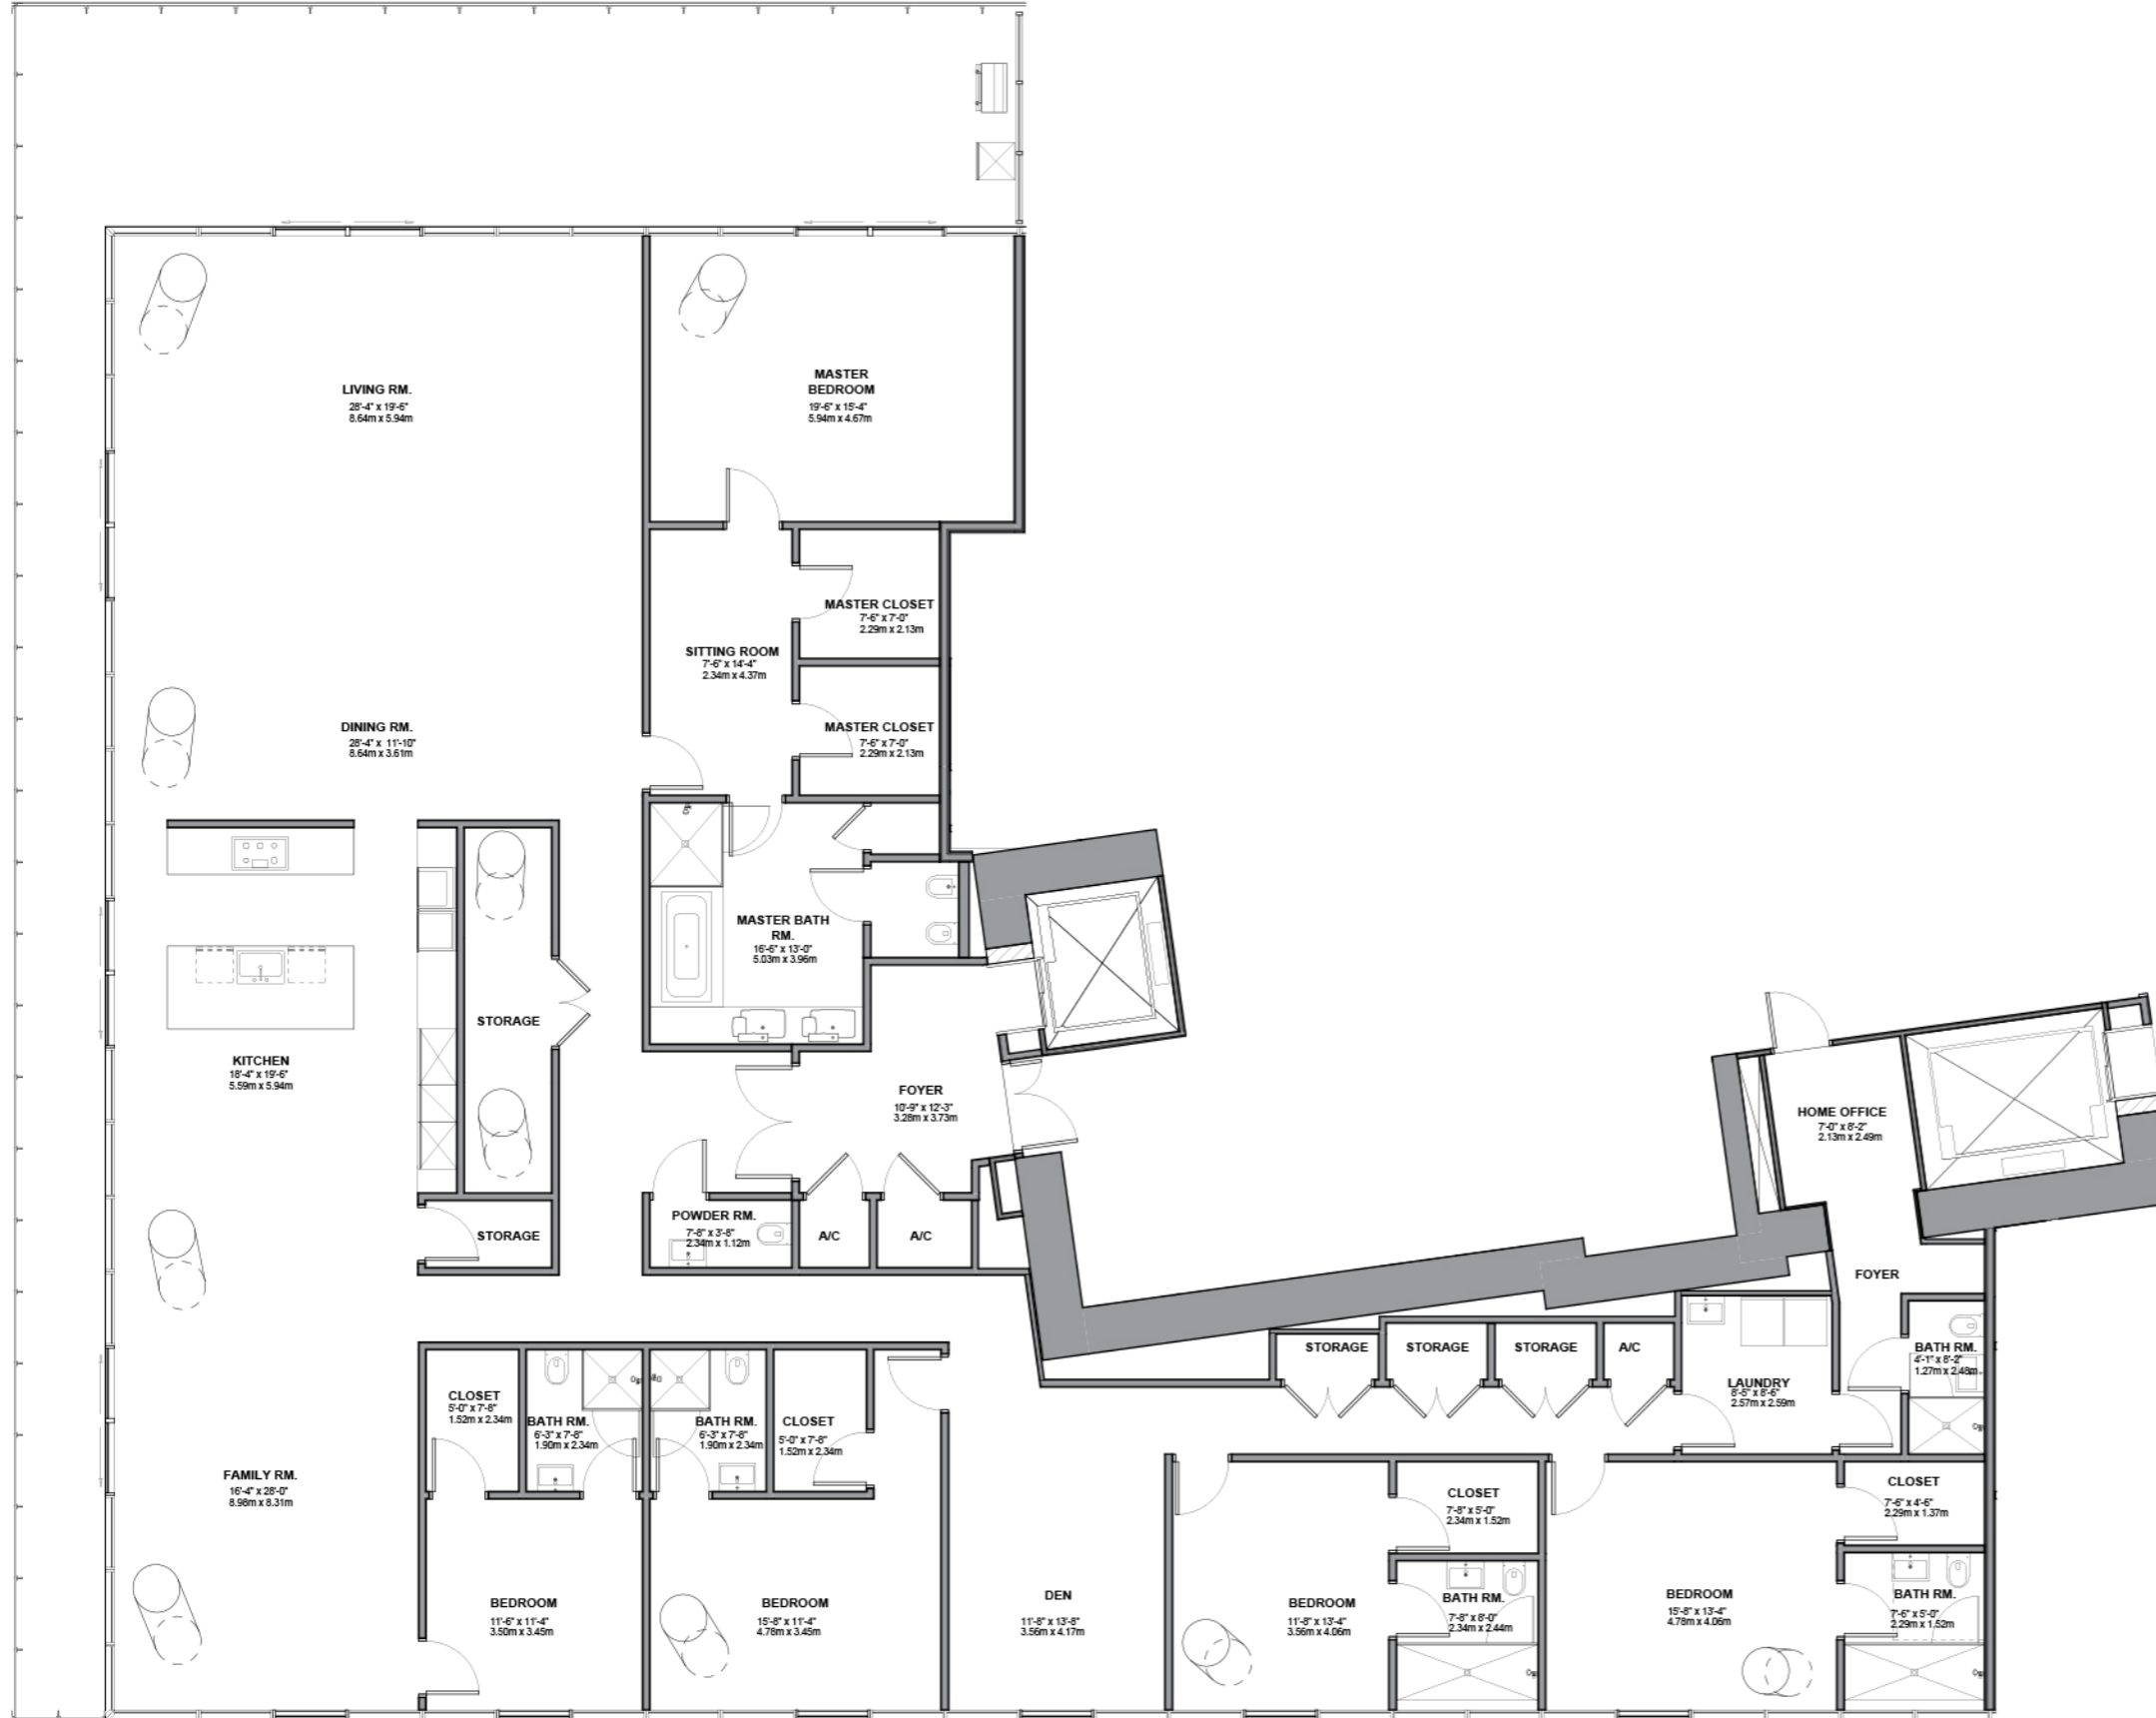 LIVING RM.
28'-4" x 19'-6"
8.64m x 5.94m
MASTER
BEDROOM
19'-6" x 15'-4"
5.94m x 4.67m
MASTER CLOSET
7'-6" x 7'-0"
2.29m x 2.13m
SITTING ROOM
7'-6" x 14'-4"
2.34m x 4.37m
DINING RM.
28'-4" x 11'-10"
8.64m x 3.61m
MASTER CLOSET
7'-6" x 7'-0"
2.29m x 2.13m
MASTER BATH
RM.
16'-6" x 13'-0"
5.03m x 3.96m
STORAGE
KITCHEN
18'-4" x 19'-6"
5.59m x 5.94m
FOYER
10'-9" x 12'-3"
3.28m x 3.73m
HOME OFFICE
7'-0" x 8'-2"
2.13m x 2.49m
STORAGE
POWDER RM.
7'-8" x 3'-8"
2.34m x 1.12m
A/C
A/C
FOYER
STORAGE
STORAGE
STORAGE
A/C
LAUNDRY
8'-5" x 8'-6"
2.57m x 2.59m
BATH RM.
4'-1" x 8'-2"
1.27m x 2.48m
CLOSET
5'-0" x 7'-8"
1.52m x 2.34m
BATH RM.
6'-3" x 7'-8"
1.90m x 2.34m
BATH RM.
6'-3" x 7'-8"
1.90m x 2.34m
CLOSET
5'-0" x 7'-8"
1.52m x 2.34m
FAMILY RM.
16'-4" x 28'-0"
8.98m x 8.31m
CLOSET
7'-8" x 5'-0"
2.34m x 1.52m
CLOSET
7'-6" x 4'-6"
2.29m x 1.37m
BEDROOM
11'-6" x 11'-4"
3.50m x 3.45m
BEDROOM
15'-8" x 11'-4"
4.78m x 3.45m
DEN
11'-8" x 13'-8"
3.56m x 4.17m
BEDROOM
11'-8" x 13'-4"
3.56m x 4.06m
BATH RM.
7'-8" x 8'-0"
2.34m x 2.44m
BEDROOM
15'-8" x 13'-4"
4.78m x 4.06m
BATH RM.
7'-6" x 5'-0"
2.29m x 1.52m